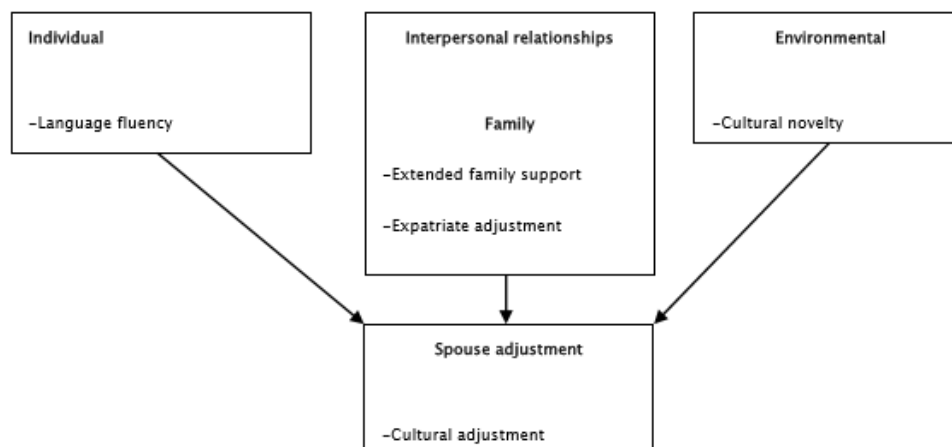 Individual
-Language fluency
Interpersonal relationships
Family
-Extended family support
-Expatriate adjustment
Environmental
-Cultural novelty
Spouse adjustment
-Cultural adjustment